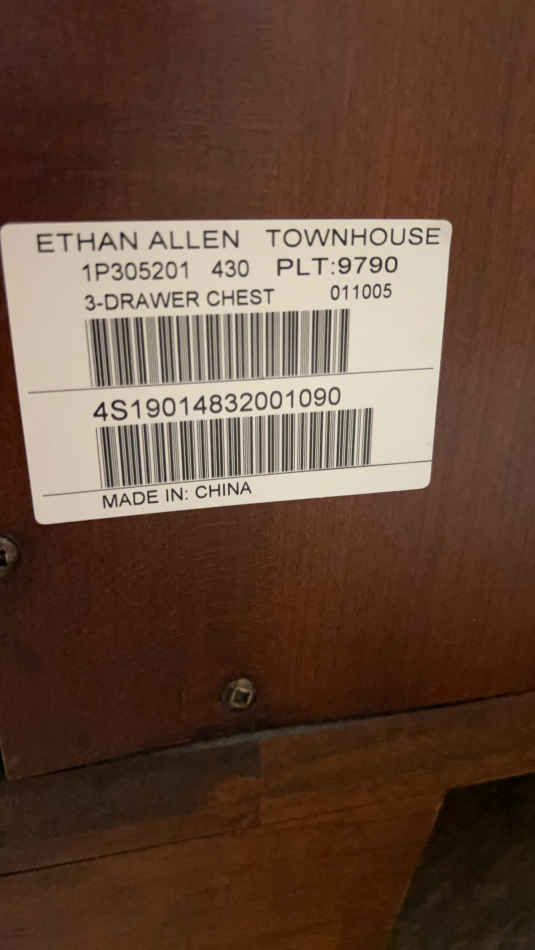 ETHAN ALLEN TOWNHOUSE
1P305201 430 PLT:9790
3-DRAWER CHEST 011005
4S19014832001090
MADE IN: CHINA